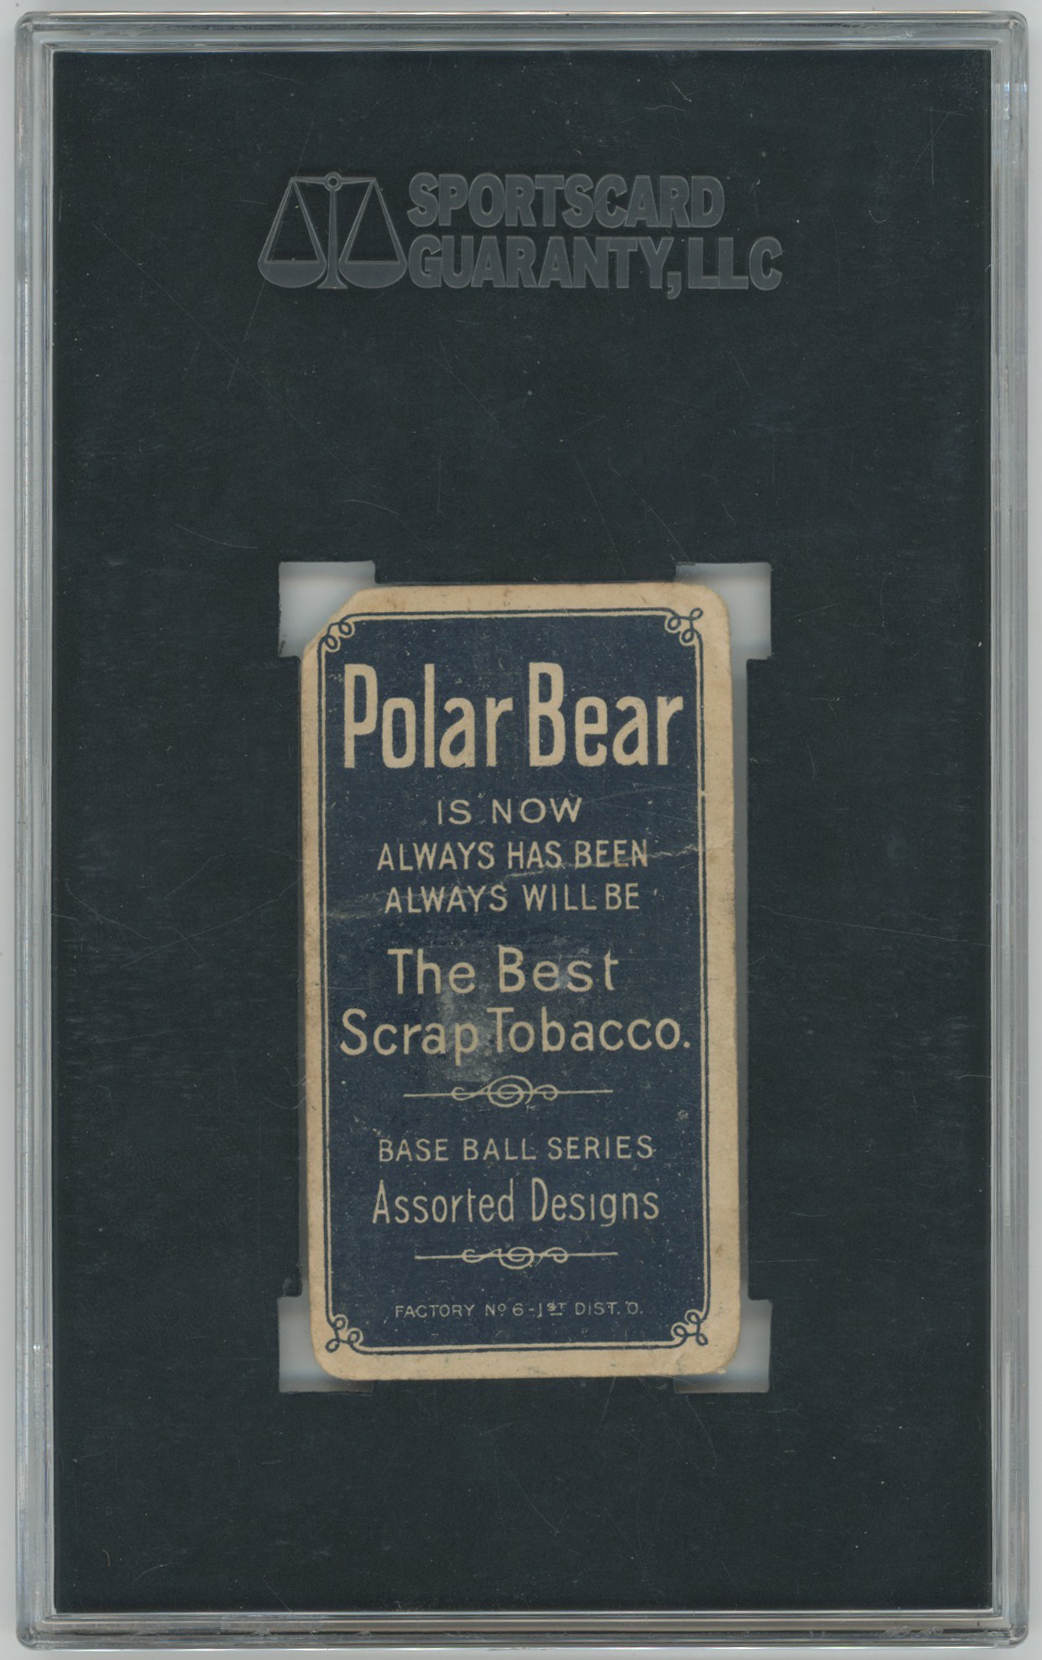 SPORTSCARD
GUARANTY, LLC
Polar Bear
IS NOW
ALWAYS HAS BEEN
ALWAYS WILL BE
The Best
Scrap Tobacco.
BASE BALL SERIES
Assorted Designs
FACTORY No 6-1ST DIST. O.